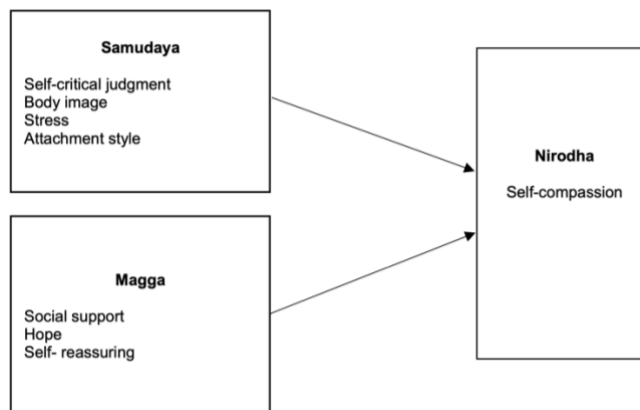 Samudaya
Self-critical judgment
Body image
Stress
Attachment style
Nirodha
Self-compassion
Magga
Social support
Hope
Self- reassuring